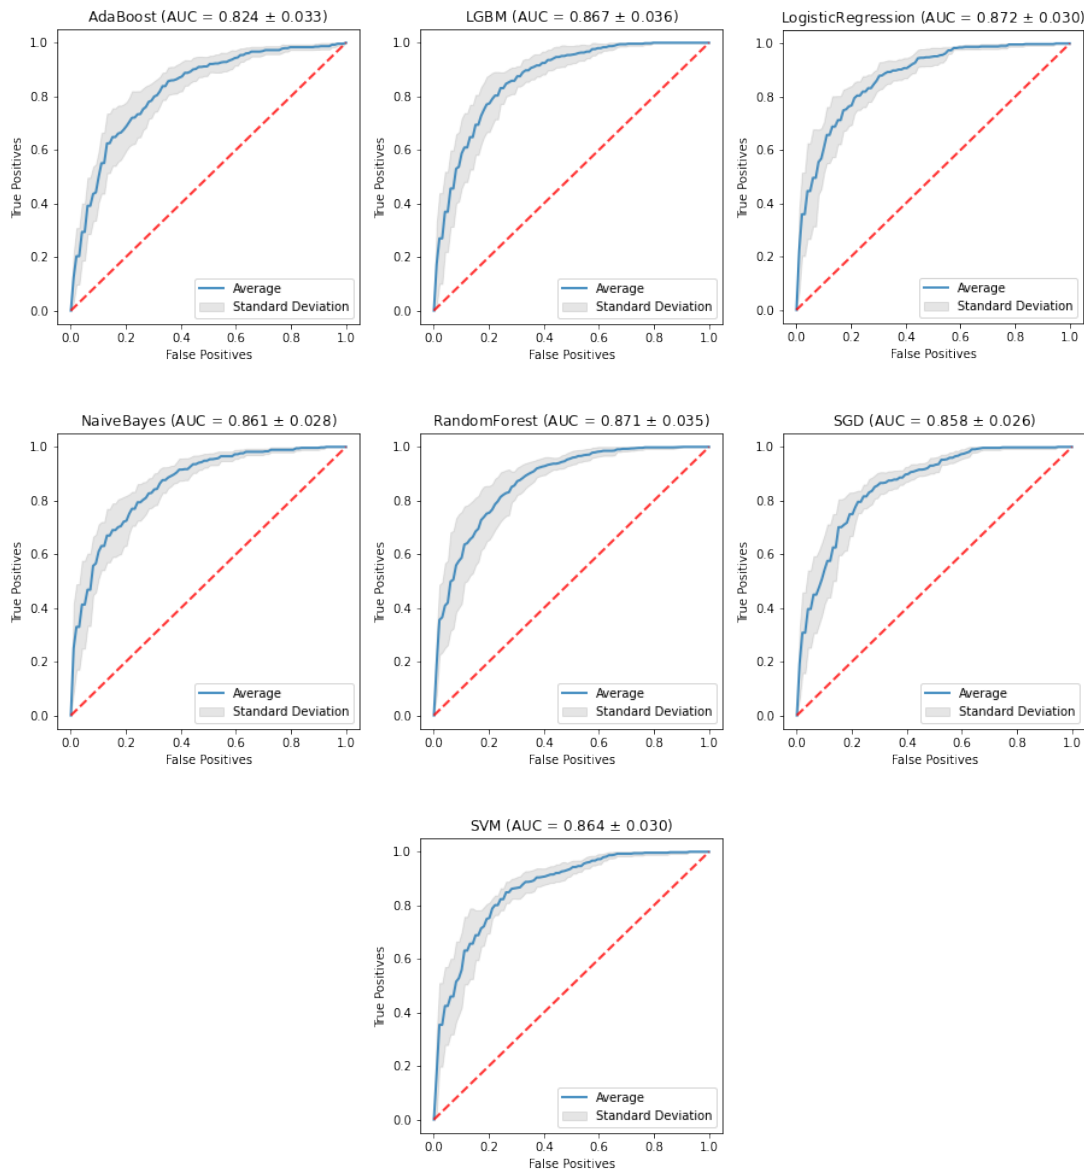 AdaBoost (AUC = 0.824 ± 0.033)
1.0
0.8
0.6
0.4
0.2
0.0
True Positives
Average
Standard Deviation
0.0 0.2 0.4 0.6 0.8 1.0
False Positives
LGBM (AUC = 0.867 ± 0.036)
1.0
0.8
0.6
0.4
0.2
0.0
True Positives
Average
Standard Deviation
0.0 0.2 0.4 0.6 0.8 1.0
False Positives
LogisticRegression (AUC = 0.872 ± 0.030)
1.0
0.8
0.6
0.4
0.2
0.0
True Positives
Average
Standard Deviation
0.0 0.2 0.4 0.6 0.8 1.0
False Positives
NaiveBayes (AUC = 0.861 ± 0.028)
1.0
0.8
0.6
0.4
0.2
0.0
True Positives
Average
Standard Deviation
0.0 0.2 0.4 0.6 0.8 1.0
False Positives
RandomForest (AUC = 0.871 ± 0.035)
1.0
0.8
0.6
0.4
0.2
0.0
True Positives
Average
Standard Deviation
0.0 0.2 0.4 0.6 0.8 1.0
False Positives
SGD (AUC = 0.858 ± 0.026)
1.0
0.8
0.6
0.4
0.2
0.0
True Positives
Average
Standard Deviation
0.0 0.2 0.4 0.6 0.8 1.0
False Positives
SVM (AUC = 0.864 ± 0.030)
1.0
0.8
0.6
0.4
0.2
0.0
True Positives
Average
Standard Deviation
0.0 0.2 0.4 0.6 0.8 1.0
False Positives